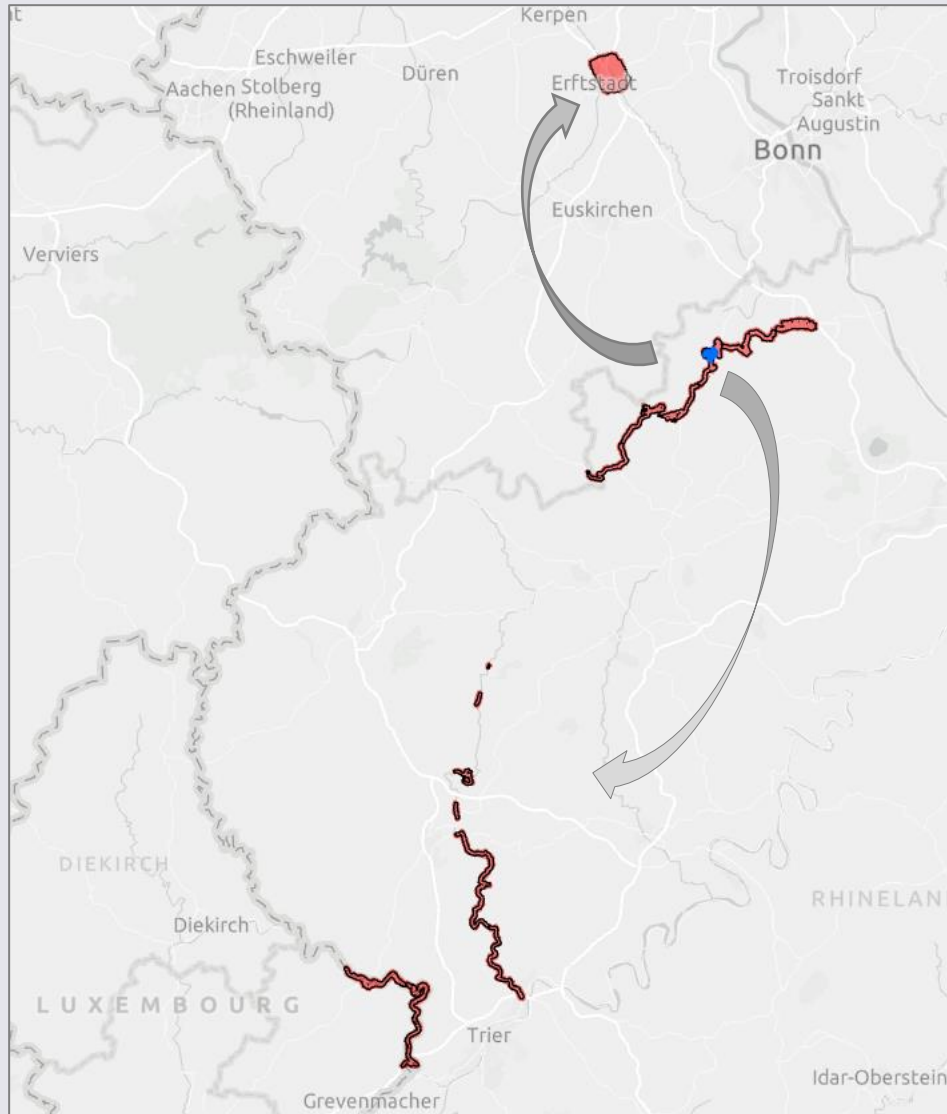 Kerpen
Eschweiler
Düren
Aachen Stolberg
(Rheinland)
Erftstadt
Troisdorf
Sankt
Augustin
Bonn
Euskirchen
Verviers
DIEKIRCH
RHINELAN
Diekirch
LUXEMBOURG
Trier
Idar-Oberstein
Grevenmacher